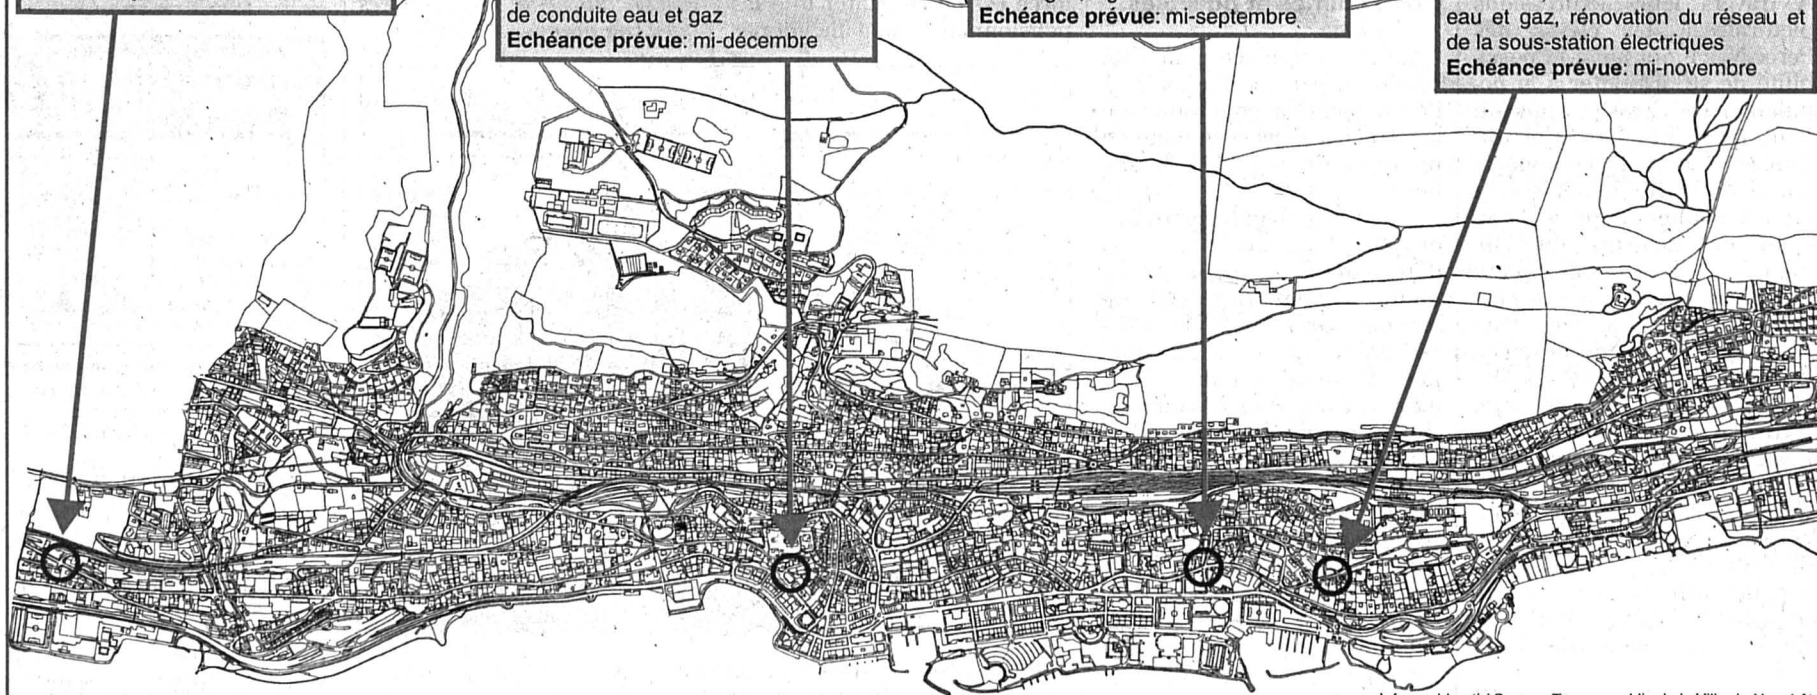 de conduite eau et gaz
Echéance prévue: mi-décembre
Echéance prévue: mi-septembre
eau et gaz, rénovation du réseau et
de la sous-station électriques
Echéance prévue: mi-novembre